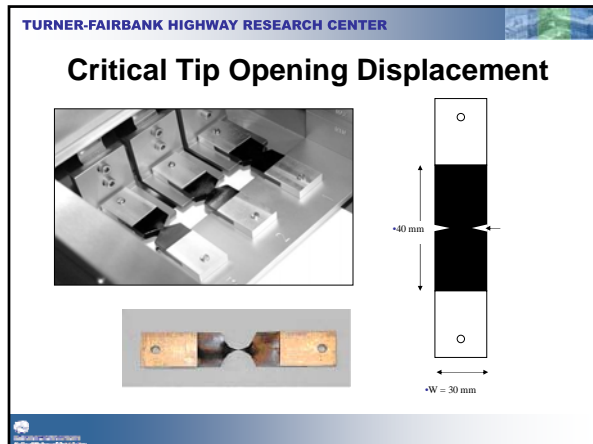 TURNER-FAIRBANK HIGHWAY RESEARCH CENTER
Critical Tip Opening Displacement
•40 mm
•W = 30 mm